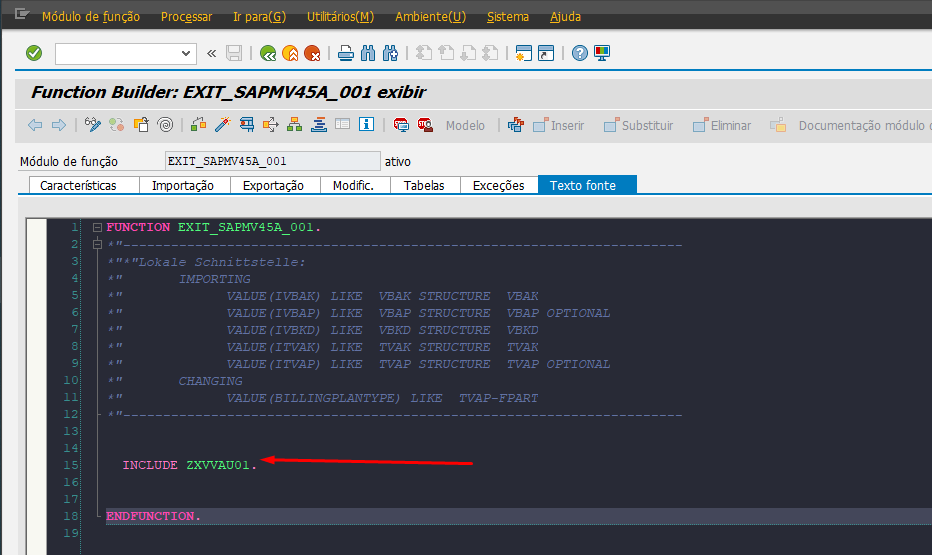 Módulo de função Processar Ir para(G) Utilitários(M) Ambiente(U) Sistema Ajuda
Function Builder: EXIT_SAPMV45A_001 exibir
Modelo Inserir Substituir Eliminar Documentação módulo d
Módulo de função EXIT_SAPMV45A_001 ativo
Características Importação Exportação Modific. Tabelas Exceções Texto fonte
1 FUNCTION EXIT_SAPMV45A_001.
2 *"----------------------------------------------------------------------
3 *"*"Lokale Schnittstelle:
4 *" IMPORTING
5 *" VALUE(IVBAK) LIKE VBAK STRUCTURE VBAK
6 *" VALUE(IVBAP) LIKE VBAP STRUCTURE VBAP OPTIONAL
7 *" VALUE(IVBKD) LIKE VBKD STRUCTURE VBKD
8 *" VALUE(ITVAK) LIKE TVAK STRUCTURE TVAK
9 *" VALUE(ITVAP) LIKE TVAP STRUCTURE TVAP OPTIONAL
10 *" CHANGING
11 *" VALUE(BILLINGPLANTYPE) LIKE TVAP-FPART
12 *"----------------------------------------------------------------------
13
14
15 INCLUDE ZXVVAU01.
16
17
18 ENDFUNCTION.
19